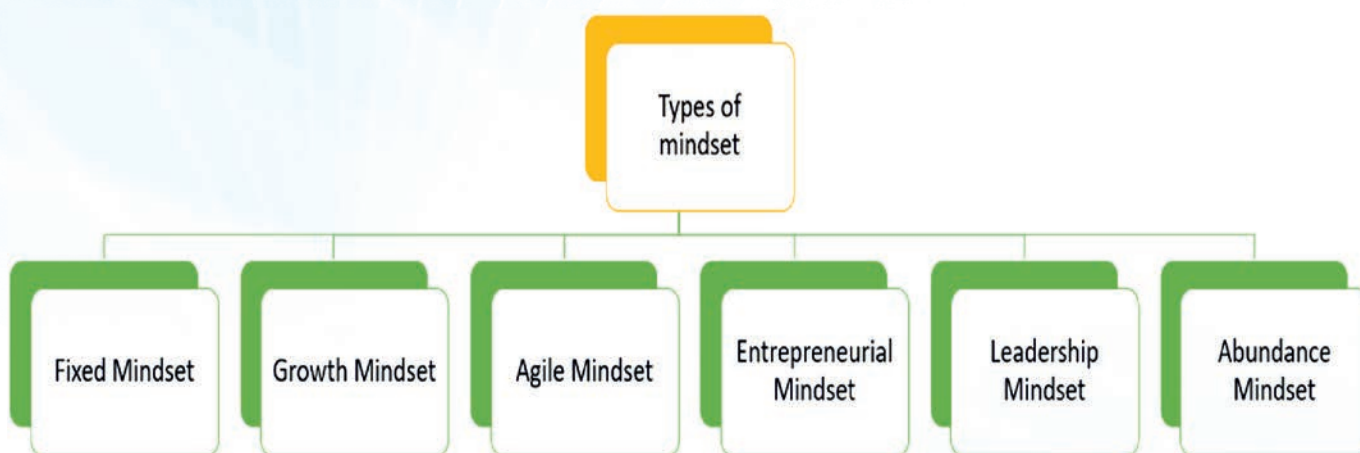 Types of
mindset
Fixed Mindset
Growth Mindset
Agile Mindset
Entrepreneurial
Mindset
Leadership
Mindset
Abundance
Mindset